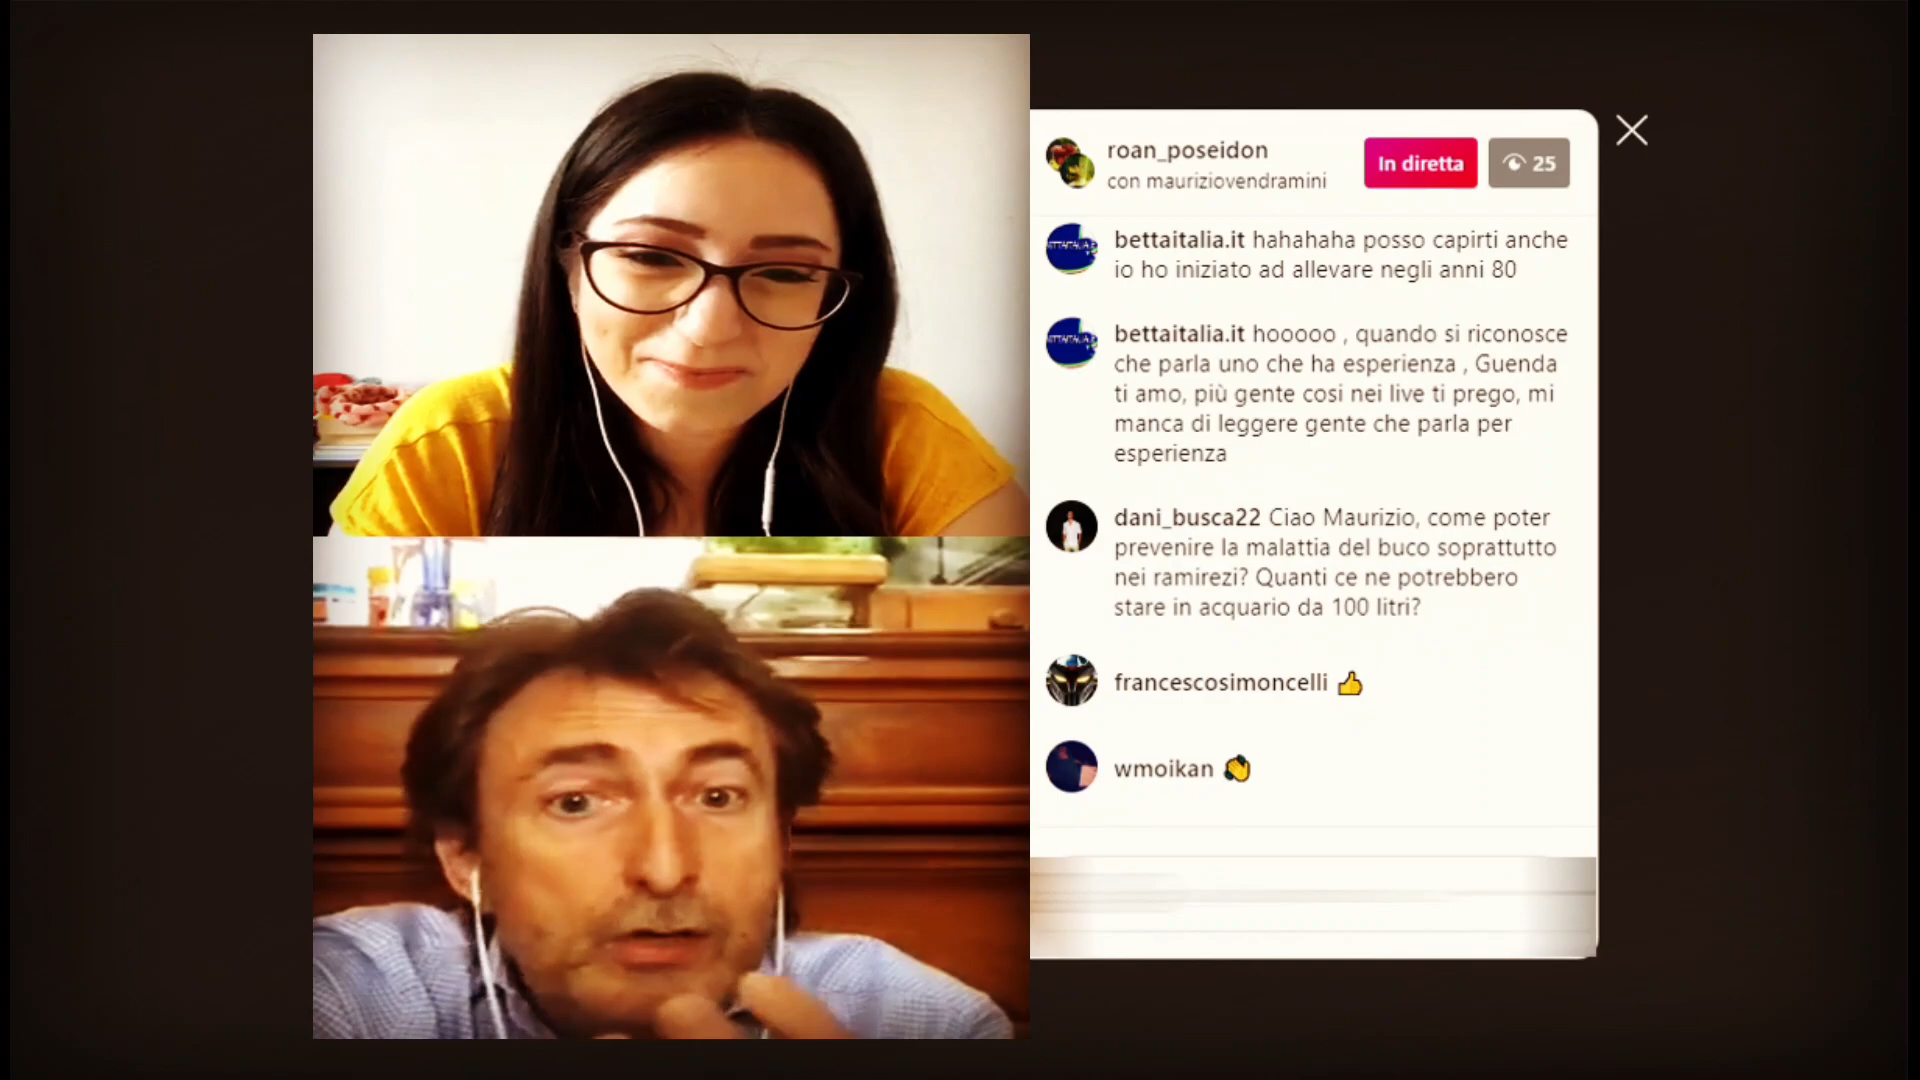 roan_poseidon
con mauriziovendramini
In diretta
25
bettaitalia.it hahahaha posso capirti anche
io ho iniziato ad allevare negli anni 80
bettaitalia.it hooooo , quando si riconosce
che parla uno che ha esperienza , Guenda
ti amo, più gente cosi nei live ti prego, mi
manca di leggere gente che parla per
esperienza
dani_busca22 Ciao Maurizio, come poter
prevenire la malattia del buco soprattutto
nei ramirezi? Quanti ce ne potrebbero
stare in acquario da 100 litri?
francescosimoncelli 👍
wmoikan 👏